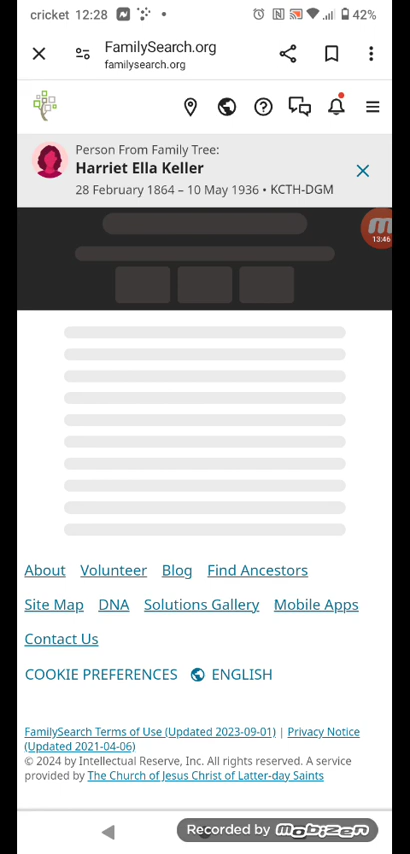 cricket 12:28 42%
FamilySearch.org
familysearch.org
Person From Family Tree:
Harriet Ella Keller
28 February 1864 – 10 May 1936 • KCTH-DGM
13:46
About Volunteer Blog Find Ancestors
Site Map DNA Solutions Gallery Mobile Apps
Contact Us
COOKIE PREFERENCES ENGLISH
FamilySearch Terms of Use (Updated 2023-09-01) | Privacy Notice
(Updated 2021-04-06)
© 2024 by Intellectual Reserve, Inc. All rights reserved. A service
provided by The Church of Jesus Christ of Latter-day Saints
Recorded by mobizen